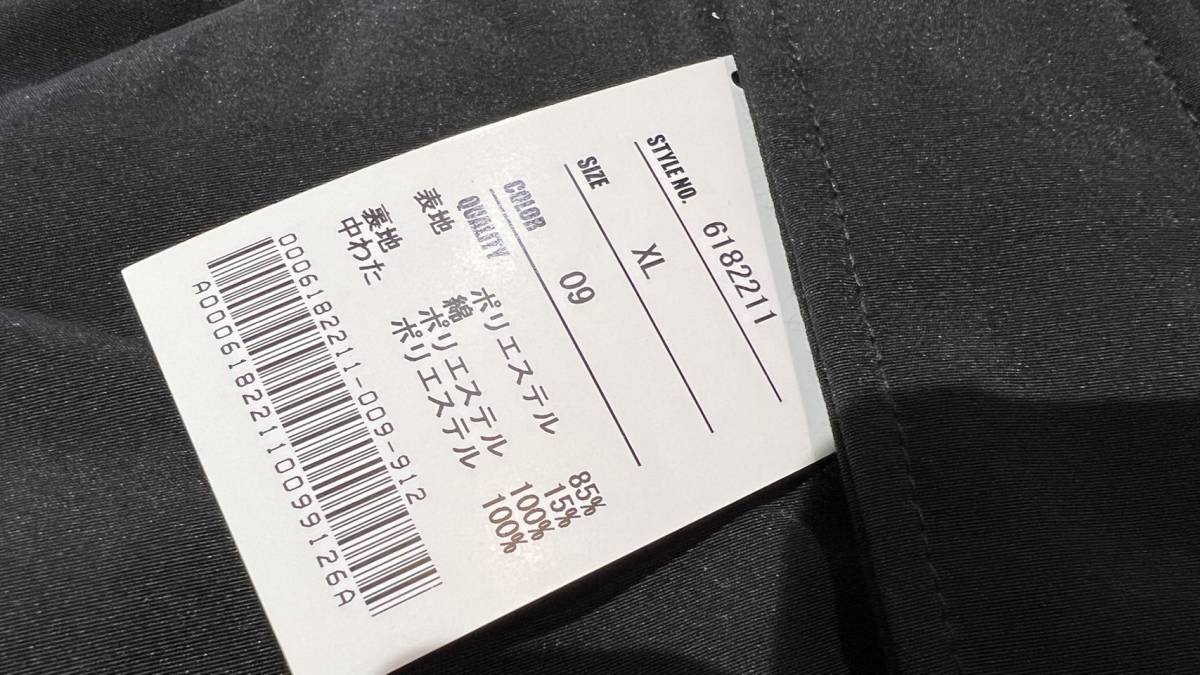 STYLE NO. 6182211
SIZE XL
COLOR 09
QUALITY
表地 ポリエステル 85%
綿 15%
裏地 ポリエステル 100%
中わた ポリエステル 100%
0006182211-009-912
A00061822110099126A